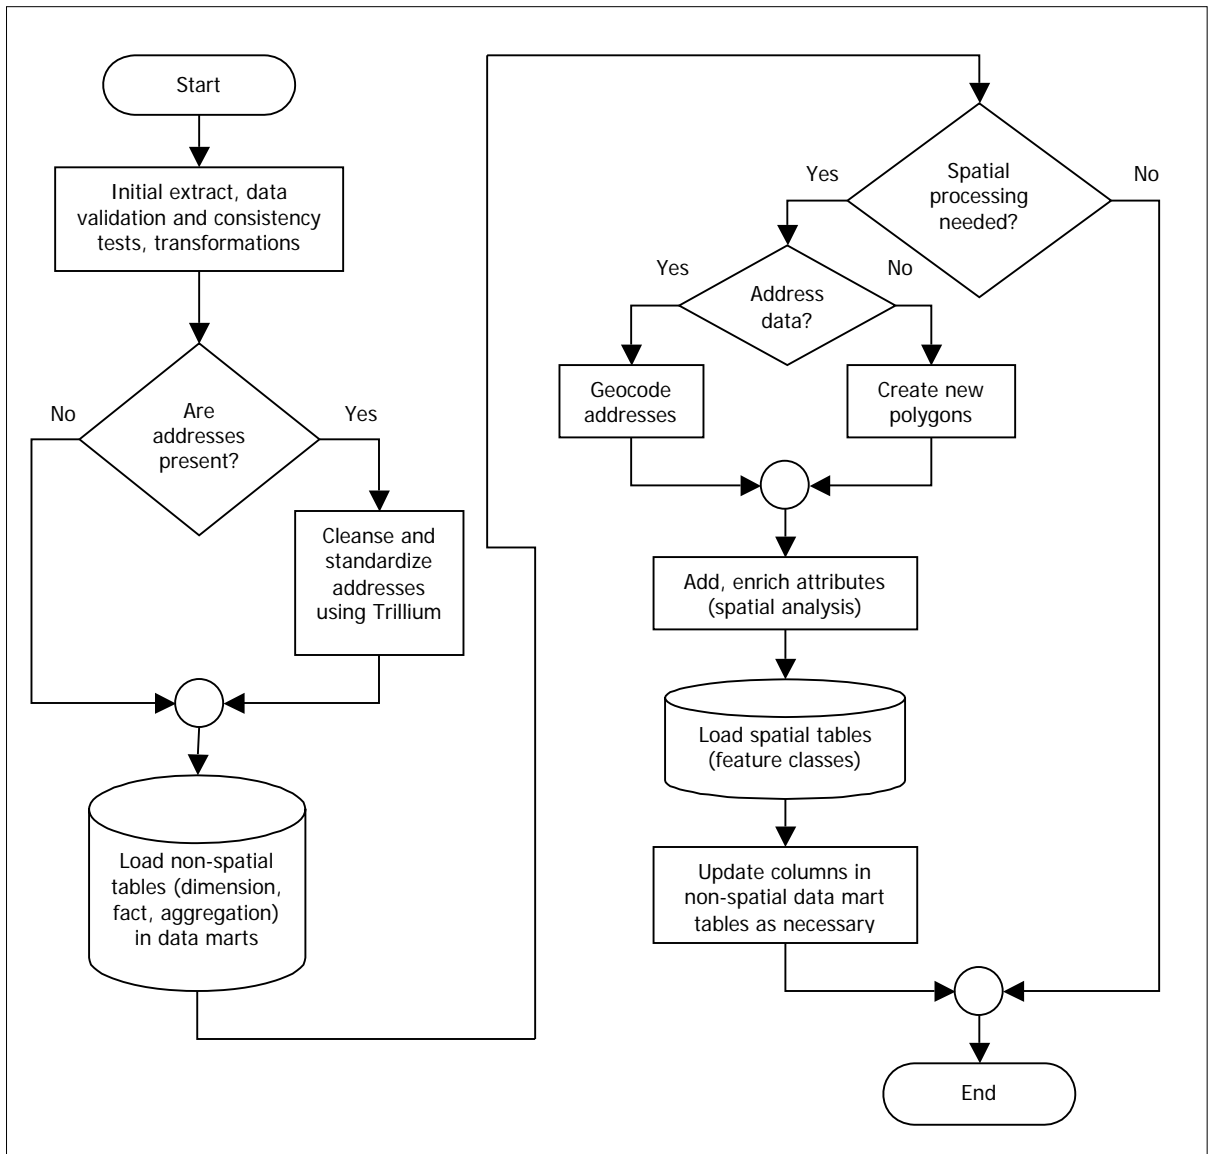 Start
Initial extract, data
validation and consistency
tests, transformations
No
Yes
Are
addresses
present?
Cleanse and
standardize
addresses
using Trillium
Load non-spatial
tables (dimension,
fact, aggregation)
in data marts
Spatial
processing
needed?
Yes
No
Address
data?
Yes
No
Geocode
addresses
Create new
polygons
Add, enrich attributes
(spatial analysis)
Load spatial tables
(feature classes)
Update columns in
non-spatial data mart
tables as necessary
End